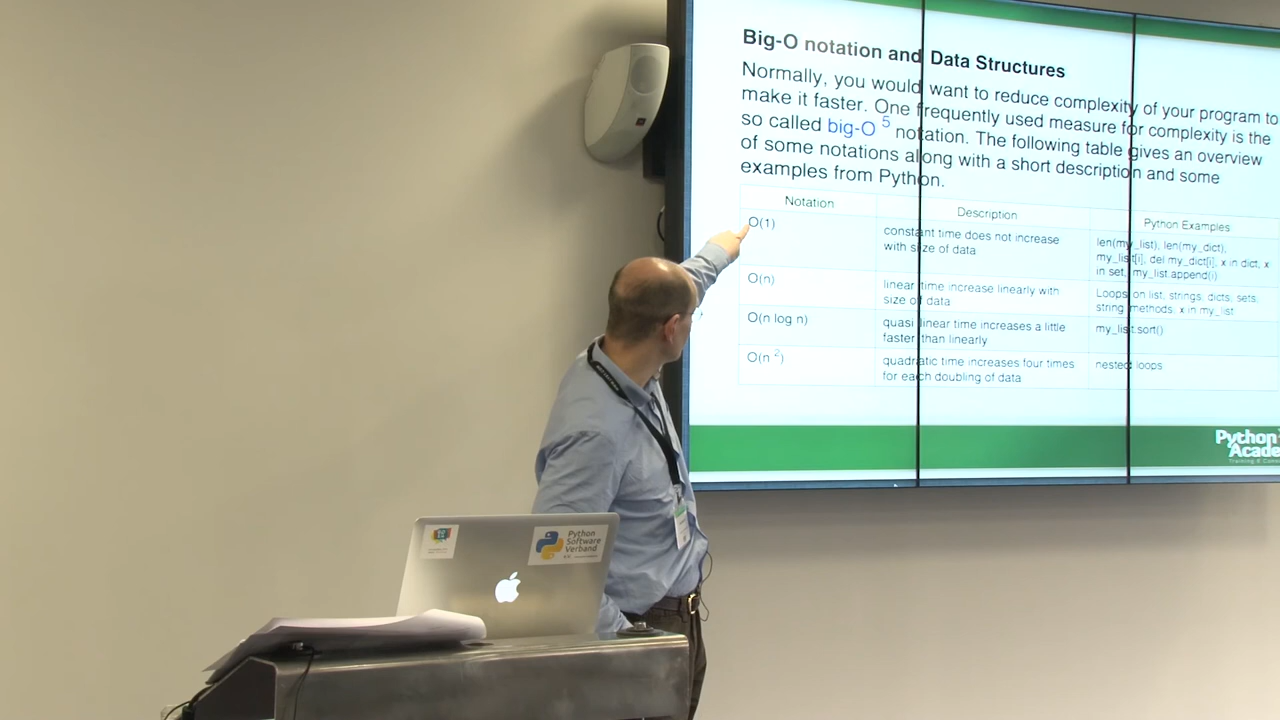 Big-O notation and Data Structures
Normally, you would want to reduce complexity of your program to
make it faster. One frequently used measure for complexity is the
so called big-O 5 notation. The following table gives an overview
of some notations along with a short description and some
examples from Python.
Notation Description Python Examples
O(1)
constant time does not increase
with size of data
len(my_list), len(my_dict),
my_list[i], del my_dict[i], x in dict, x
in set, my_list.append(i)
O(n)
linear time increase linearly with
size of data
Loops on list, strings, dicts, sets,
string methods, x in my_list
O(n log n)
quasi linear time increases a little
faster than linearly
my_list.sort()
O(n 2)
quadratic time increases four times
for each doubling of data
nested loops
Python
Acade
Training & Cons
Python
Software
Verband